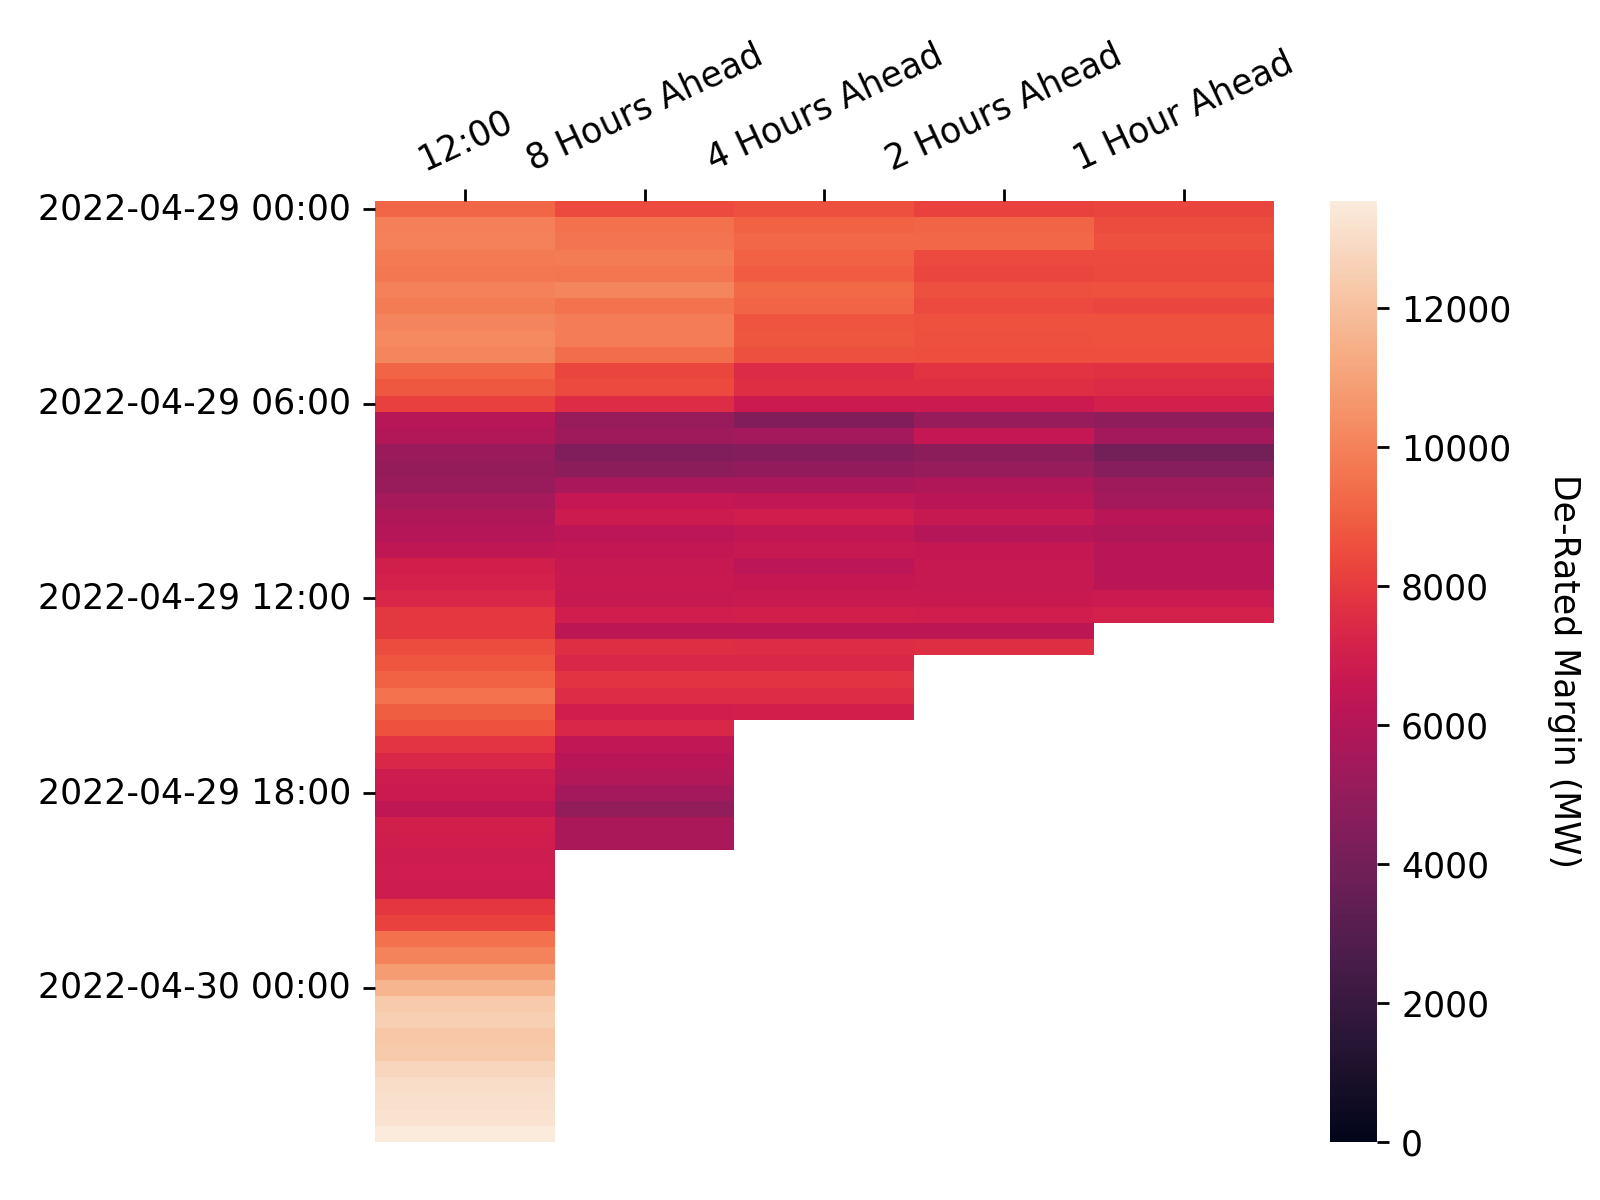 12:00
8 Hours Ahead
4 Hours Ahead
2 Hours Ahead
1 Hour Ahead
2022-04-29 00:00
2022-04-29 06:00
2022-04-29 12:00
2022-04-29 18:00
2022-04-30 00:00
12000
10000
8000
6000
4000
2000
0
De-Rated Margin (MW)